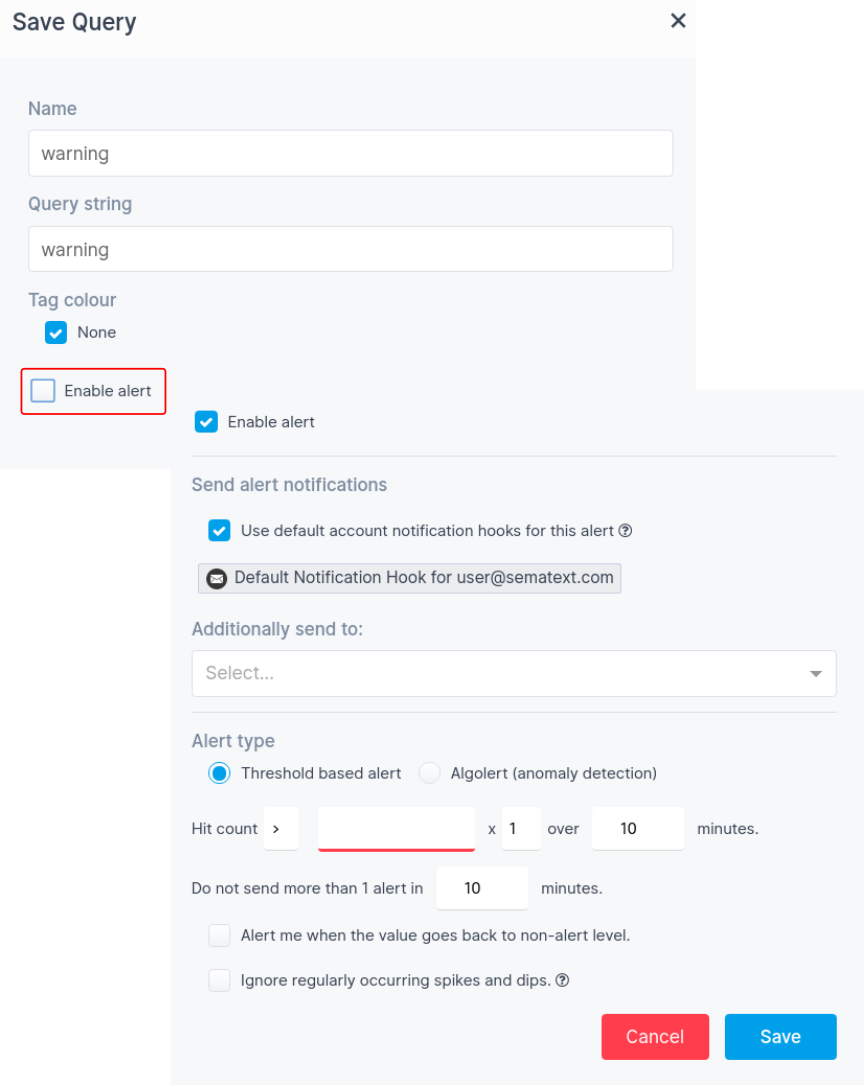 Save Query
Name
warning
Query string
warning
Tag colour
None
Enable alert
Enable alert
Send alert notifications
Use default account notification hooks for this alert ?
Default Notification Hook for user@sematext.com
Additionally send to:
Select...
Alert type
Threshold based alert Algolert (anomaly detection)
Hit count > x 1 over 10 minutes.
Do not send more than 1 alert in 10 minutes.
Alert me when the value goes back to non-alert level.
Ignore regularly occurring spikes and dips. ?
Cancel Save